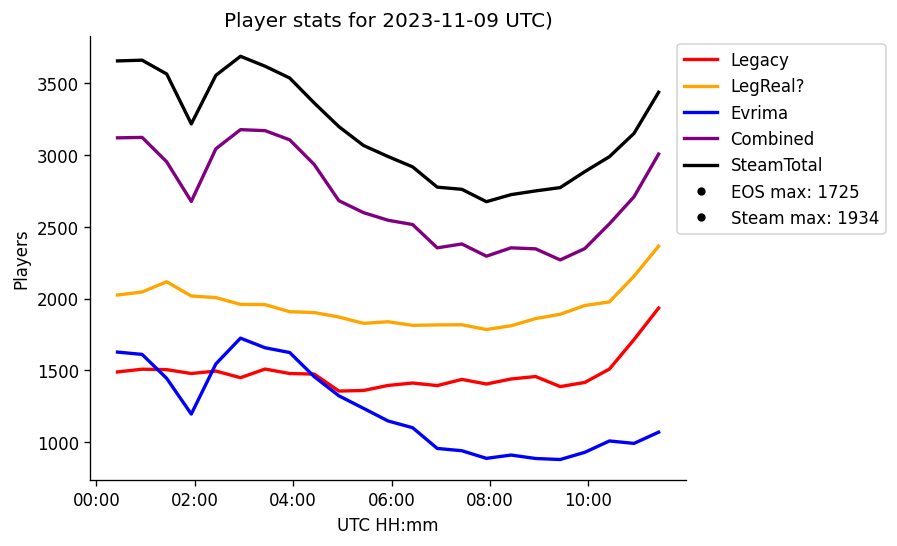 Player stats for 2023-11-09 UTC)
Legacy
LegReal?
Evrima
Combined
SteamTotal
EOS max: 1725
Steam max: 1934
Players
3500
3000
2500
2000
1500
1000
00:00 02:00 04:00 06:00 08:00 10:00
UTC HH:mm